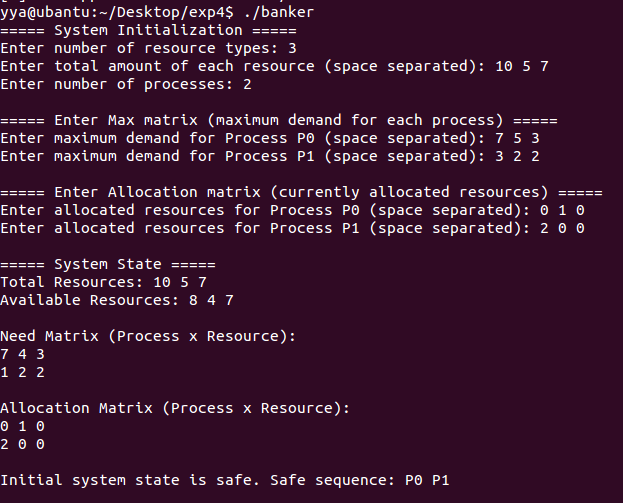 yya@ubuntu:~/Desktop/exp4$ ./banker
===== System Initialization =====
Enter number of resource types: 3
Enter total amount of each resource (space separated): 10 5 7
Enter number of processes: 2
===== Enter Max matrix (maximum demand for each process) =====
Enter maximum demand for Process P0 (space separated): 7 5 3
Enter maximum demand for Process P1 (space separated): 3 2 2
===== Enter Allocation matrix (currently allocated resources) =====
Enter allocated resources for Process P0 (space separated): 0 1 0
Enter allocated resources for Process P1 (space separated): 2 0 0
===== System State =====
Total Resources: 10 5 7
Available Resources: 8 4 7
Need Matrix (Process x Resource):
7 4 3
1 2 2
Allocation Matrix (Process x Resource):
0 1 0
2 0 0
Initial system state is safe. Safe sequence: P0 P1